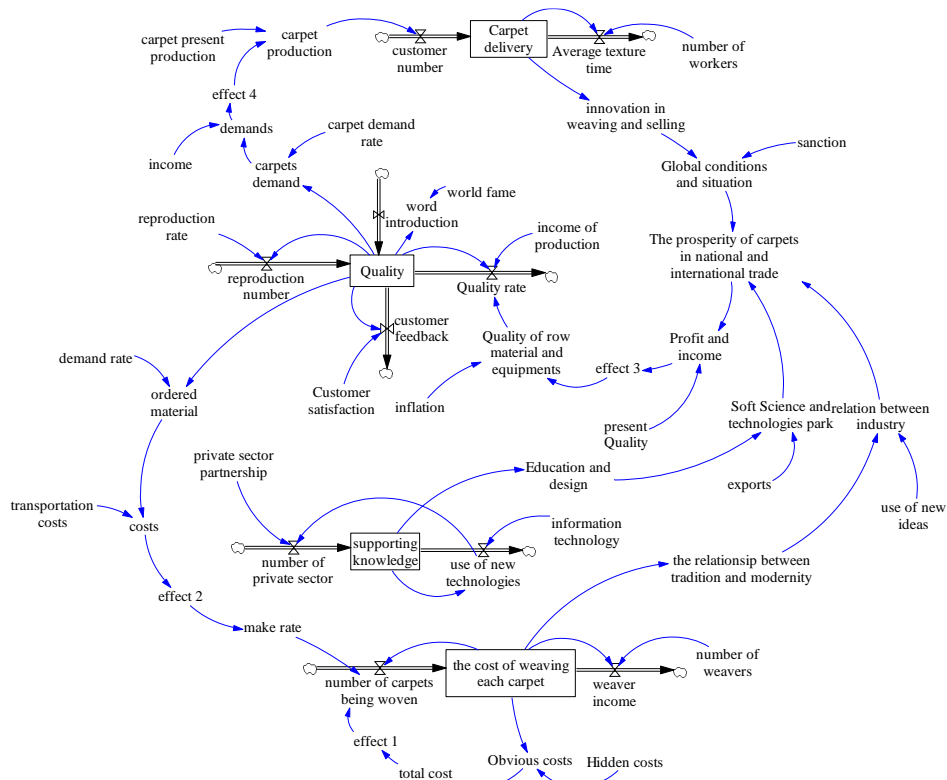 carpet present
production
carpet
production
customer
number
Carpet
delivery
Average texture
time
number of
workers
effect 4
demands
income
carpets
demand
carpet demand
rate
innovation in
weaving and selling
sanction
Global conditions
and situation
world fame
word
introduction
reproduction
rate
reproduction
number
Quality
income of
production
Quality rate
The prosperity of carpets
in national and
international trade
customer
feedback
Quality of row
material and
equipments
Profit and
income
effect 3
demand rate
ordered
material
Customer
satisfaction
inflation
present
Quality
Soft Science and
technologies park
relation between
industry
private sector
partnership
Education and
design
exports
use of new
ideas
transportation
costs
costs
number of
private sector
supporting
knowledge
use of new
technologies
information
technology
the relationsip between
tradition and modernity
effect 2
make rate
number of carpets
being woven
the cost of weaving
each carpet
weaver
income
number of
weavers
effect 1
total cost
Obvious costs
Hidden costs